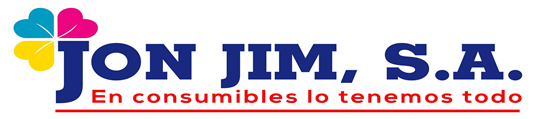 JON JIM, S.A.
En consumibles lo tenemos todo